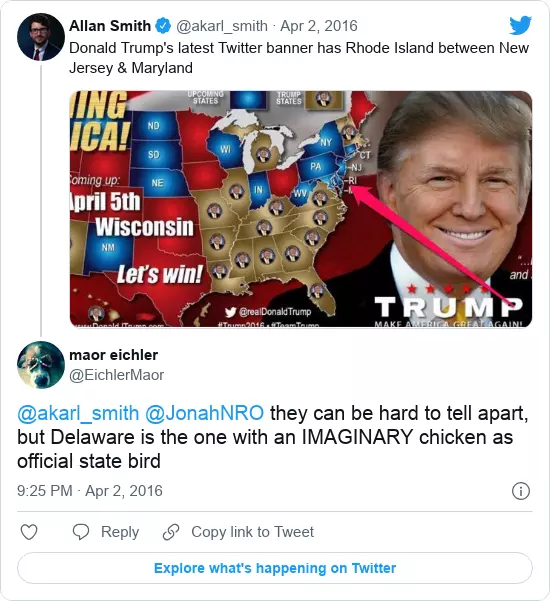 Allan Smith @akarl_smith · Apr 2, 2016
Donald Trump's latest Twitter banner has Rhode Island between New
Jersey & Maryland
ING
ICA!
UPCOMING
STATES
TRUMP
STATES
ND
SD
NE
WI
NY
PA
CT
NJ
RI
IN
WV
NM
oming up:
pril 5th
Wisconsin
Let's win!
@realDonaldTrump
#Trump2016 • #TeamTrump
www.DonaldJTrump.com
and
TRUMP
MAKE AMERICA GREAT AGAIN!
maor eichler
@EichlerMaor
@akarl_smith @JonahNRO they can be hard to tell apart,
but Delaware is the one with an IMAGINARY chicken as
official state bird
9:25 PM · Apr 2, 2016
Reply
Copy link to Tweet
Explore what's happening on Twitter